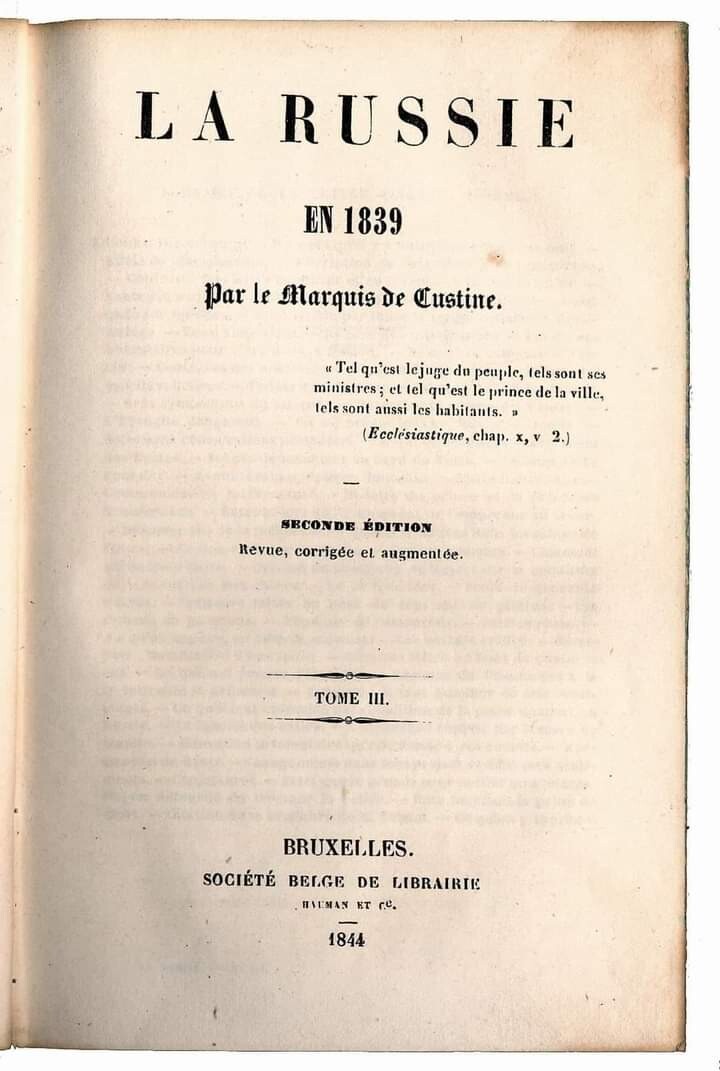 LA RUSSIE
EN 1839
Par le Marquis de Custine.
« Tel qu'est le juge du peuple, tels sont ses
ministres ; et tel qu'est le prince de la ville,
tels sont aussi les habitants. »
(Ecclésiastique, chap. x, v 2.)
SECONDE ÉDITION
Revue, corrigée et augmentée.
TOME III.
BRUXELLES.
SOCIÉTÉ BELGE DE LIBRAIRIE
HAUMAN ET Cᵉ.
1844